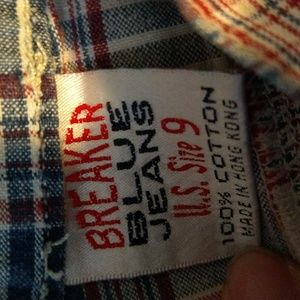 BREAKER
BLUE
JEANS
U.S. Size 9
100% COTTON
MADE IN HONG KONG